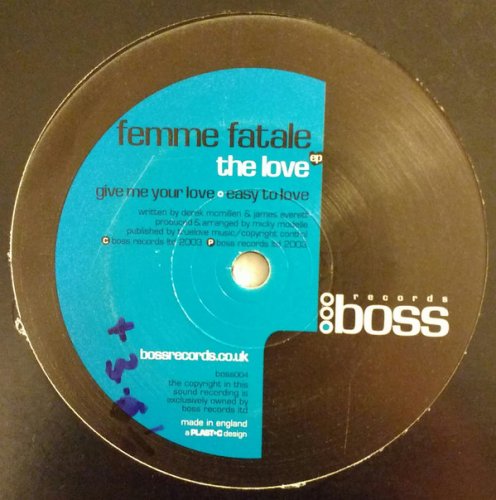 femme fatale
the love ep
give me your love easy to love
written by derek mcmillen & james everett
produced & arranged by micky modelle
published by truelove music/copyright control
C boss records ltd 2003 P boss records ltd 2003
records
boss
bossrecords.co.uk
boss004
the copyright in this
sound recording is
exclusively owned by
boss records ltd
made in england
a PLAST•C design